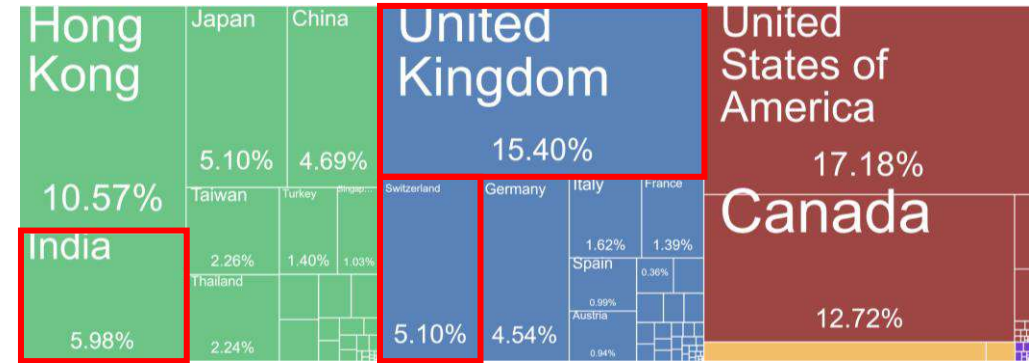 Hong
Kong
10.57%
Japan
5.10%
China
4.69%
India
5.98%
Taiwan
2.26%
Turkey
1.40%
Singap...
1.03%
Thailand
2.24%
United
Kingdom
15.40%
Switzerland
5.10%
Germany
4.54%
Italy
1.62%
France
1.39%
Spain
0.99%
0.36%
Austria
0.94%
United
States of
America
17.18%
Canada
12.72%